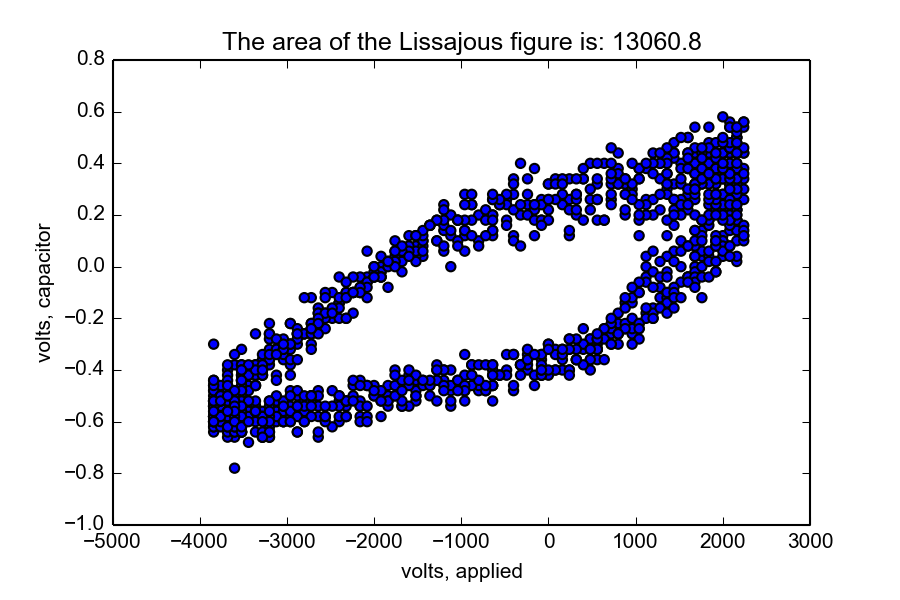 The area of the Lissajous figure is: 13060.8
0.8
0.6
0.4
0.2
0.0
−0.2
−0.4
−0.6
−0.8
−1.0
volts, capacitor
−5000 −4000 −3000 −2000 −1000 0 1000 2000 3000
volts, applied